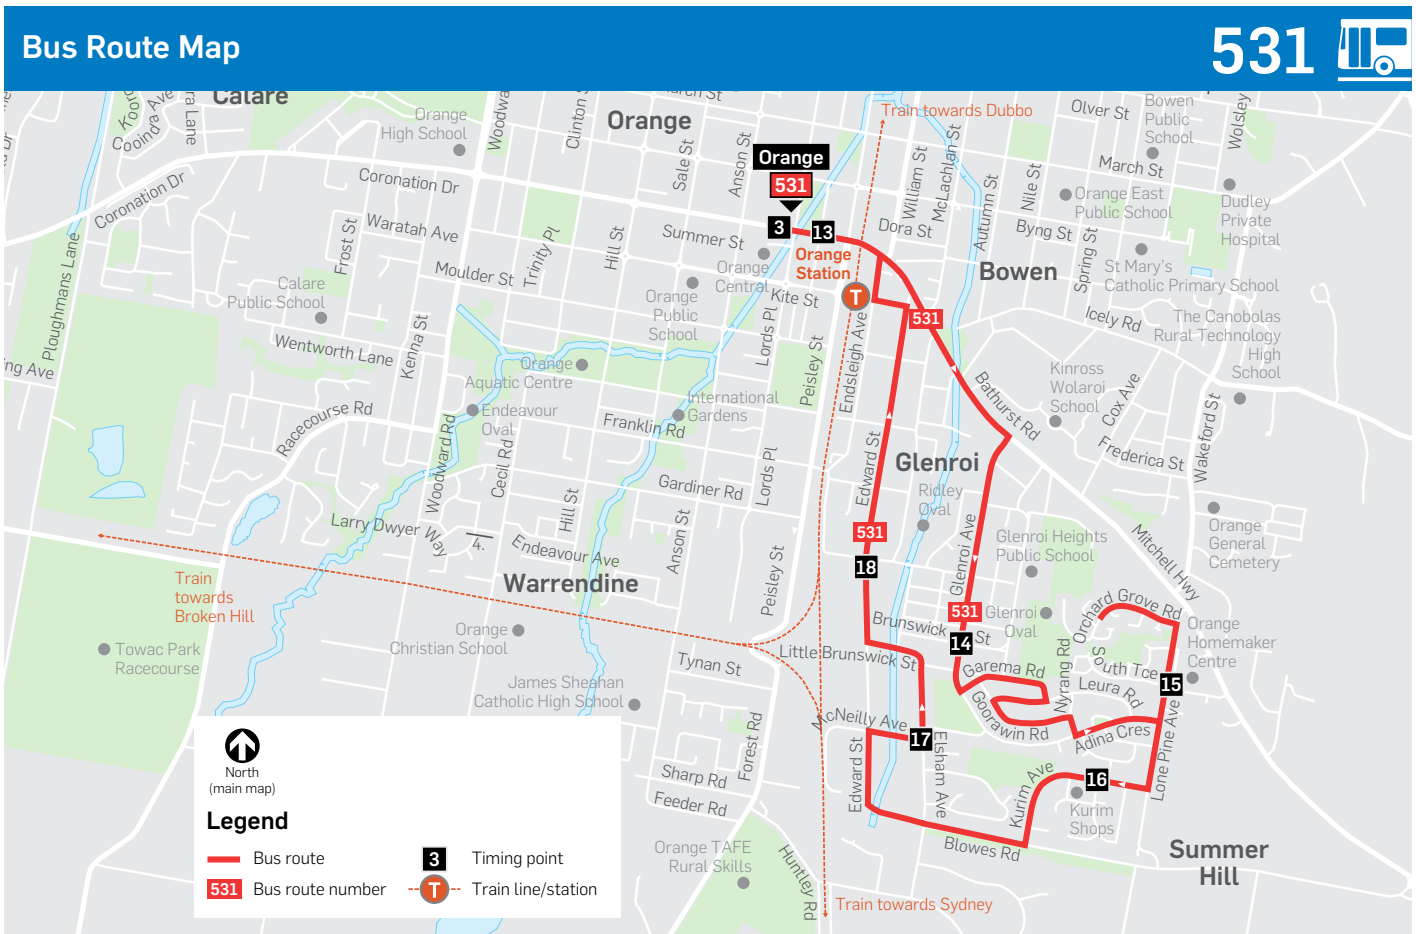 Bus Route Map
531
Calare
Orange
High School
Coronation Dr
Coronation Dr
Cooinda Ave
Clinton
Orange
Sale St
Anson St
Orange
531
3
13
Orange
Station
T
Train towards Dubbo
William St
McLachlan St
Autumn St
Nile St
Olver St
Bowen
Public
School
Wolsley
March St
Orange East
Public School
Dudley
Private
Hospital
Dora St
Byng St
Spring St
Bowen
St Mary's
Catholic Primary School
Icely Rd
The Canobolas
Rural Technology
High
School
Ploughmans Lane
Frost St
Waratah Ave
Moulder St
Trinity Pl
Hill St
Summer St
Orange
Central
Kite St
Orange
Public
School
Calare
Public School
Wentworth Lane
Kenna St
Lords Pl
Peisley St
Endsleigh Ave
531
Orange
Aquatic Centre
Endeavour
Oval
International
Gardens
Franklin Rd
Racecourse Rd
Woodward Rd
Cecil Rd
Bathurst Rd
Kinross
Wolaroi
School
Cox Ave
Frederica St
Wakeford St
ing Ave
Edward St
Glenroi
Ridley
Oval
Gardiner Rd
Lords Pl
Hill St
Larry Dwyer Way
4.
Endeavour Ave
Anson St
Peisley St
Warrendine
531
18
Glenroi Ave
Glenroi Heights
Public School
Mitchell Hwy
Orange
General
Cemetery
Train
towards
Broken Hill
Towac Park
Racecourse
Orange
Christian School
James Sheahan
Catholic High School
Tynan St
Little Brunswick St
Brunswick St
531
14
Glenroi
Oval
Orchard Grove Rd
Orange
Homemaker
Centre
Garema Rd
Nymrang Rd
South Tce
Leura Rd
15
Goorawin Rd
Adina Cres
Lone Pine Ave
McNeilly Ave
17
Elsham Ave
Edward St
Forest Rd
Sharp Rd
Feeder Rd
Kurim Ave
16
Kurim
Shops
Blowes Rd
Summer
Hill
Orange TAFE
Rural Skills
Huntley Rd
Train towards Sydney
North
(main map)
Legend
Bus route
531
Bus route number
3
Timing point
T
Train line/station